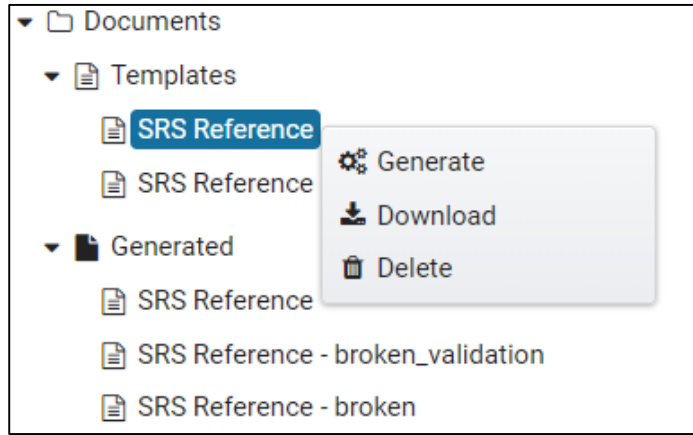 Documents
Templates
SRS Reference
Generate
SRS Reference
Download
Generated
Delete
SRS Reference
SRS Reference - broken_validation
SRS Reference - broken